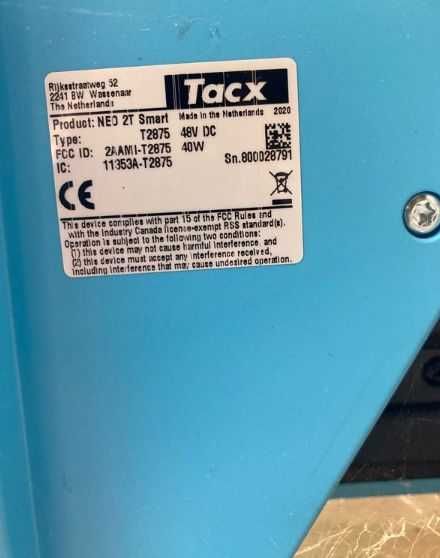 Rijksstraatweg 52
2241 BW Wassenaar
The Netherlands
Tacx
Product: NEO 2T Smart Made in the Netherlands 2020
Type: T2875 48V DC
FCC ID: 2AAMI-T2875 40W
IC: 11353A-T2875 Sn.800028791
CE
This device complies with part 15 of the FCC Rules and
with the Industry Canada license-exempt RSS standard(s).
Operation is subject to the following two conditions:
(1) this device may not cause harmful interference, and
(2) this device must accept any interference received,
including interference that may cause undesired operation.